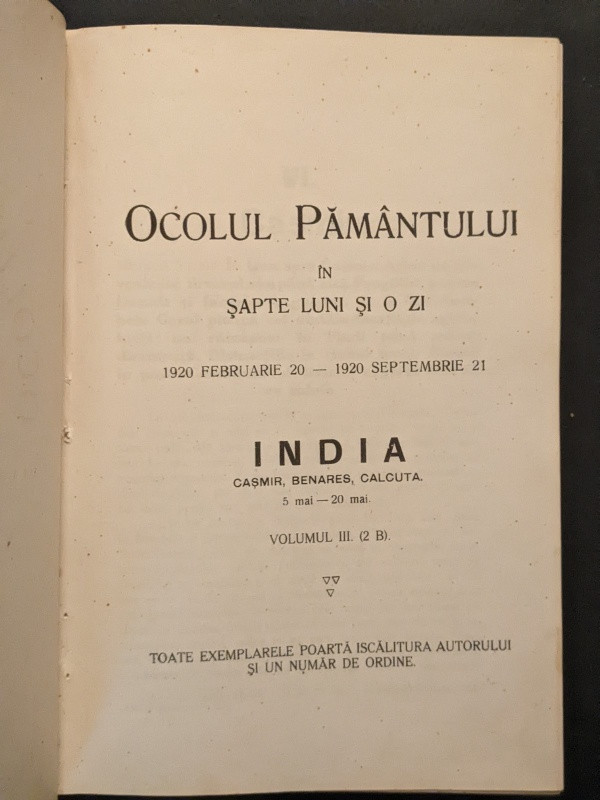 OCOLUL PĂMÂNTULUI
ÎN
ŞAPTE LUNI ŞI O ZI
1920 FEBRUARIE 20 — 1920 SEPTEMBRIE 21
INDIA
CAŞMIR, BENARES, CALCUTA.
5 mai — 20 mai.
VOLUMUL III. (2 B).
TOATE EXEMPLARELE POARTĂ ISCĂLITURA AUTORULUI
ŞI UN NUMĂR DE ORDINE.